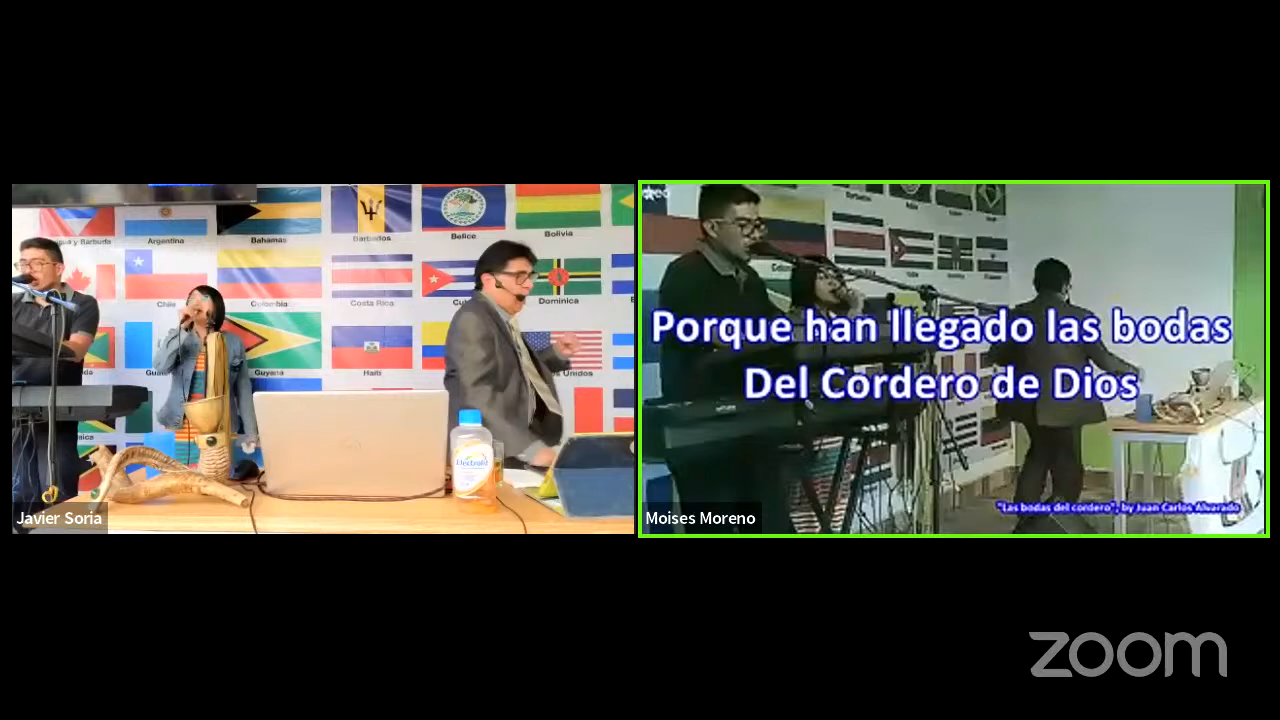 Argentina
Bahamas
Barbados
Belice
Bolivia
Chile
Colombia
Costa Rica
Dominica
Guyana
Haití
Electrolit
Javier Soria
Porque han llegado las bodas
Del Cordero de Dios
"Las bodas del cordero", by Juan Carlos Alvarado
Moises Moreno
zoom